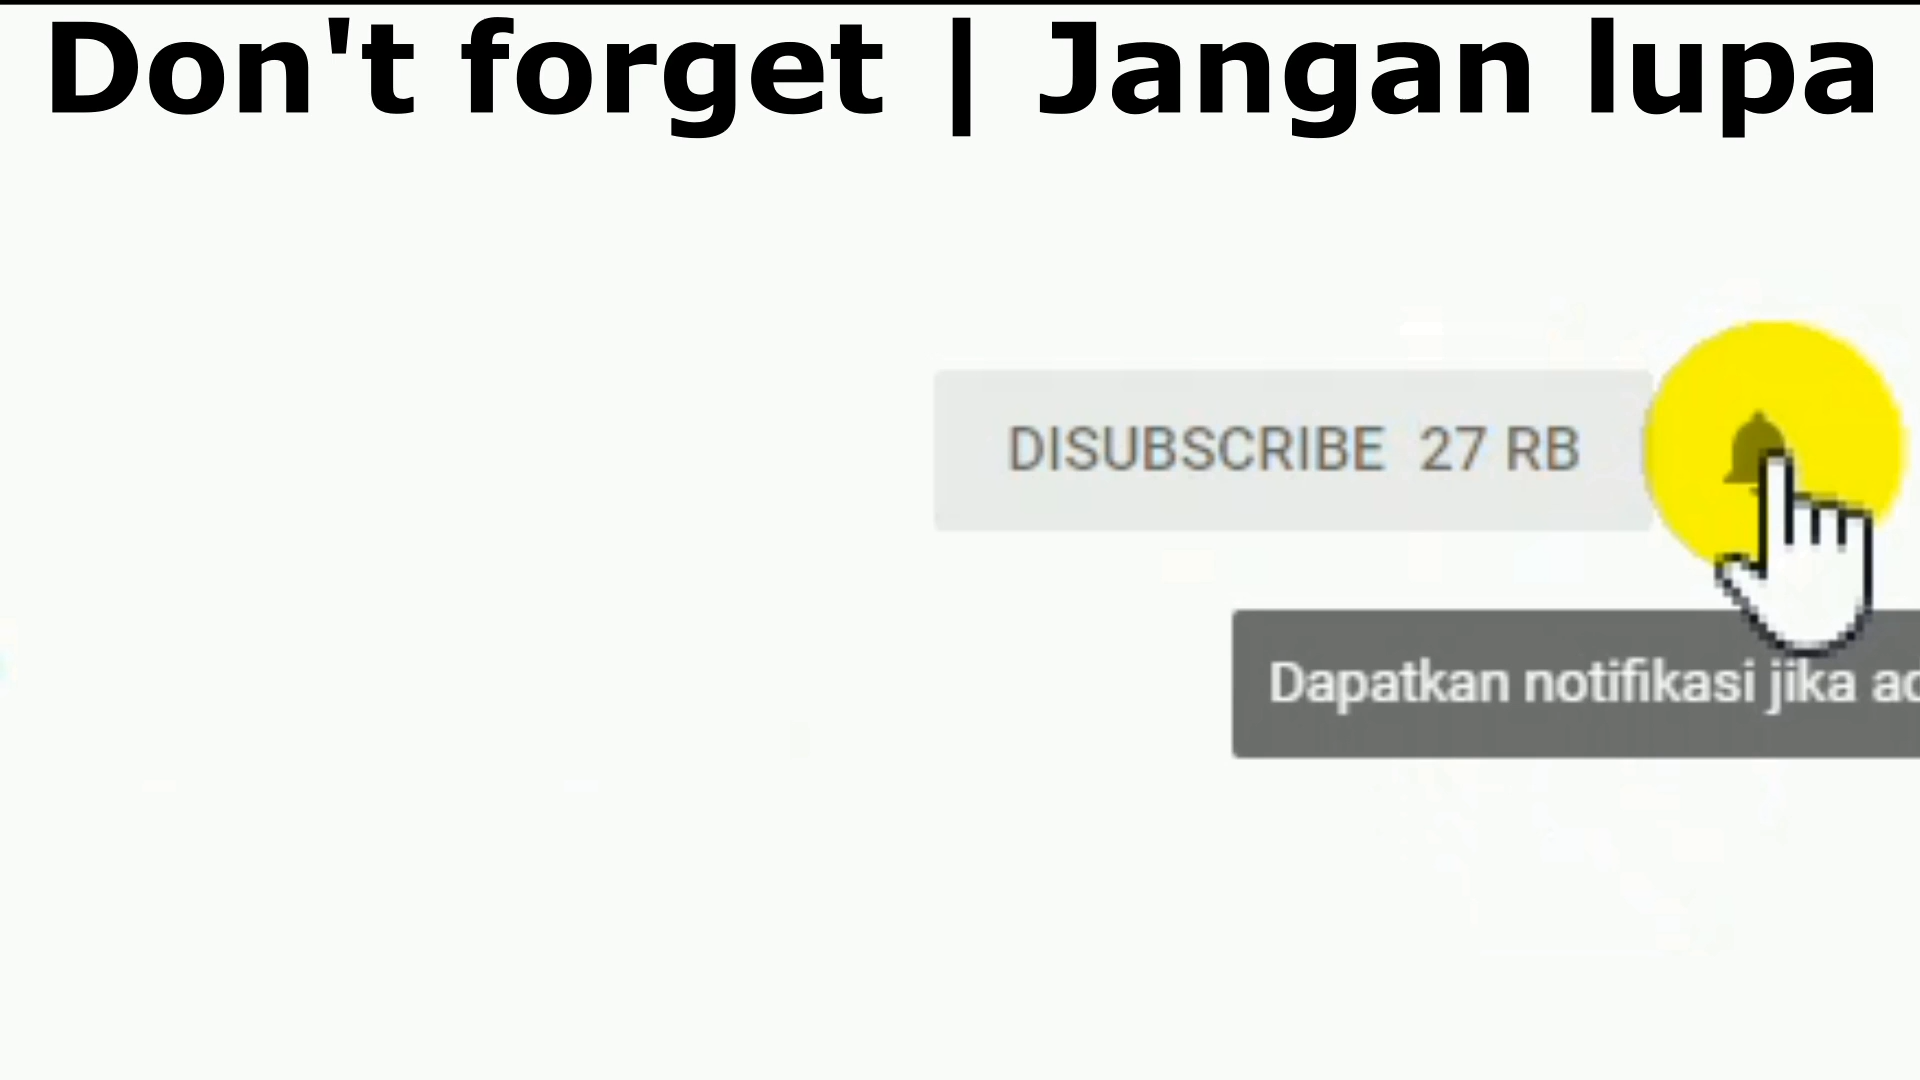 Don't forget | Jangan lupa
DISUBSCRIBE 27 RB
Dapatkan notifikasi jika